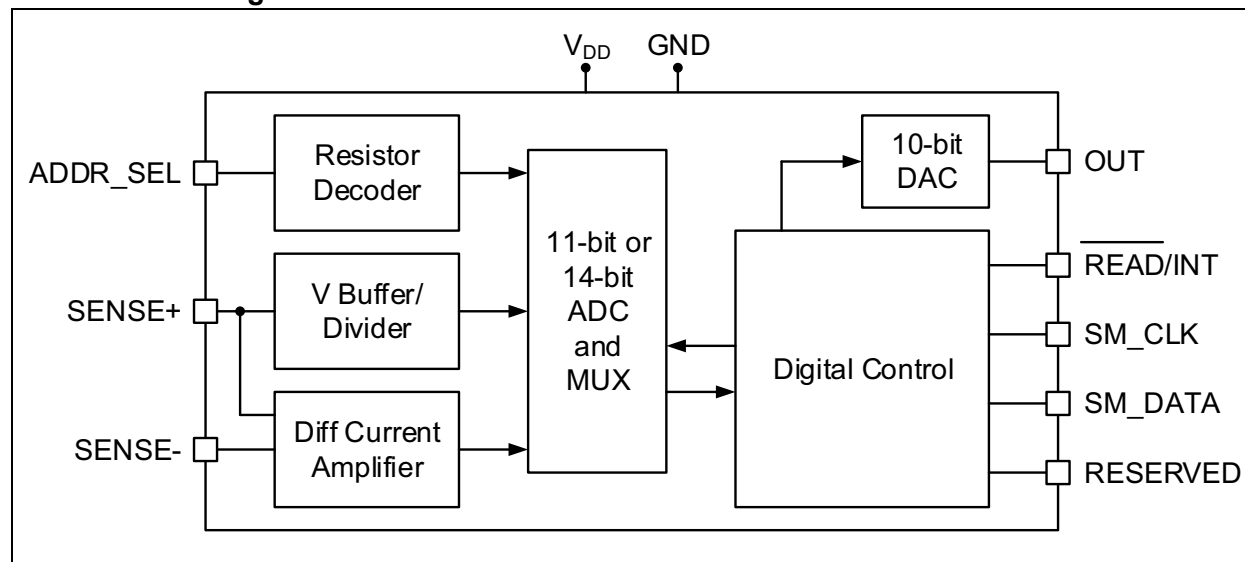 V_DD GND
ADDR_SEL
Resistor
Decoder
10-bit
DAC
OUT
11-bit or
14-bit
ADC
and
MUX
SENSE+
V Buffer/
Divider
Digital Control
READ/INT
SM_CLK
SM_DATA
RESERVED
SENSE-
Diff Current
Amplifier